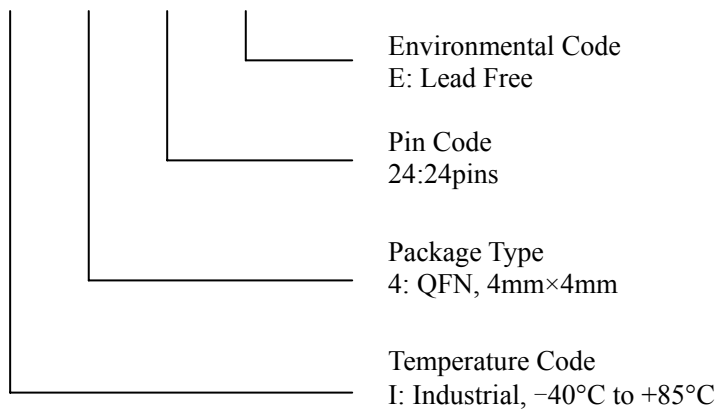 Environmental Code
E: Lead Free
Pin Code
24:24pins
Package Type
4: QFN, 4mm×4mm
Temperature Code
I: Industrial, −40°C to +85°C